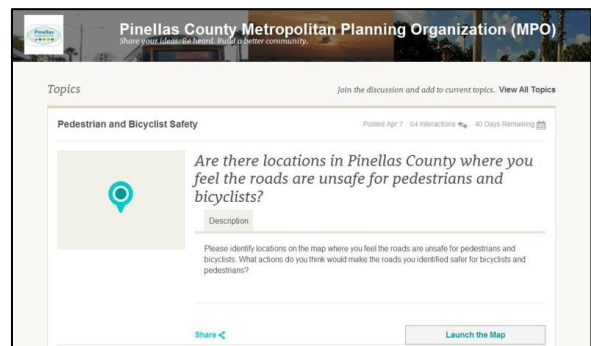 Pinellas
Pinellas County Metropolitan Planning Organization (MPO)
Share your ideas. Be heard. Build a better community.
Topics
Join the discussion and add to current topics. View All Topics
Pedestrian and Bicyclist Safety
Posted Apr 7 64 Interactions 40 Days Remaining
Are there locations in Pinellas County where you
feel the roads are unsafe for pedestrians and
bicyclists?
Description
Please identify locations on the map where you feel the roads are unsafe for pedestrians and
bicyclists. What actions do you think would make the roads you identified safer for bicyclists and
pedestrians?
Share
Launch the Map